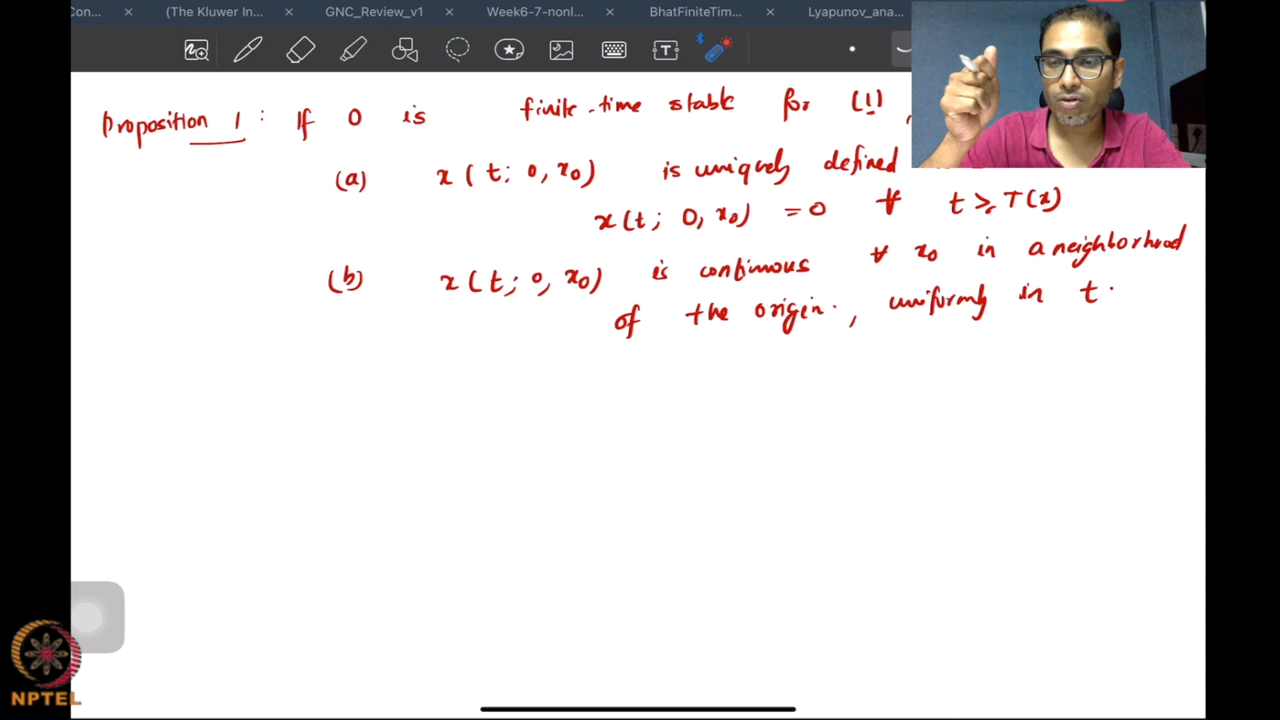 Con... × (The Kluwer In... × GNC_Review_v1 × Week6-7-nonl... × BhatFiniteTim... × Lyapunov_ana...
Proposition 1 : If 0 is finite-time stable for (1) ,
(a) x(t; 0, x0) is uniquely defined
x(t; 0, x0) = 0 ∀ t ≥ T(x)
(b) x(t; 0, x0) is continuous ∀ x0 in a neighborhood
of the origin. , uniformly in t.
NPTEL